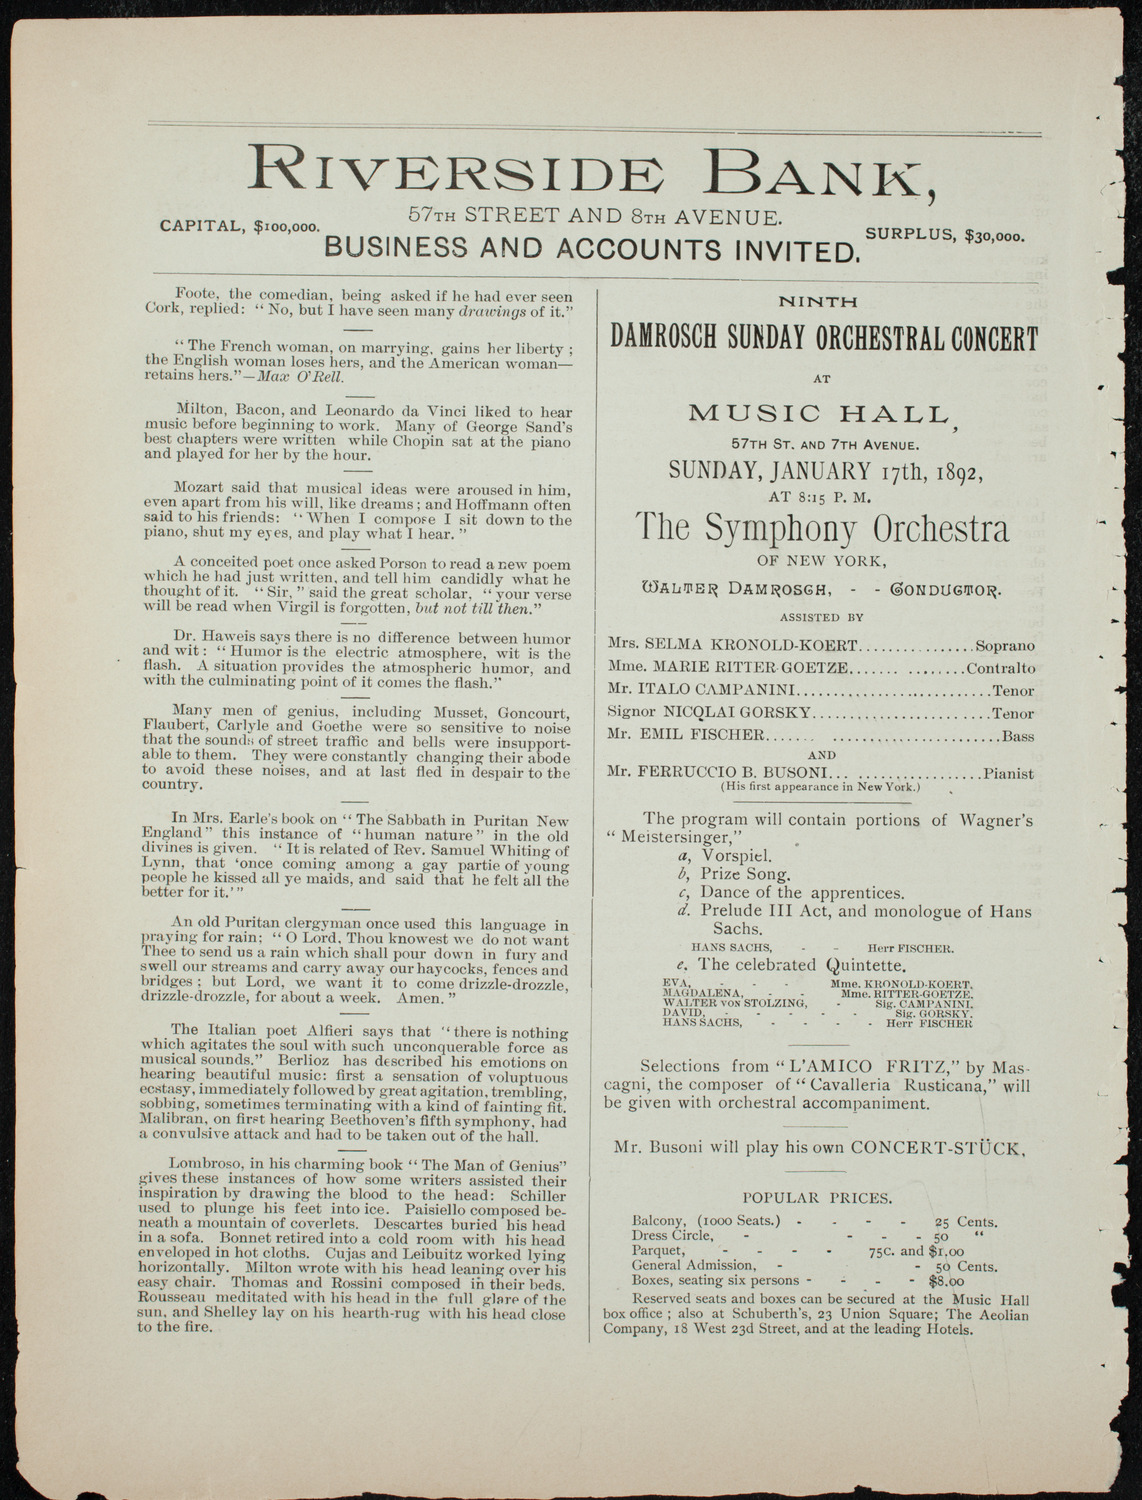 RIVERSIDE BANK,
57TH STREET AND 8TH AVENUE.
CAPITAL, $100,000.
SURPLUS, $30,000.
BUSINESS AND ACCOUNTS INVITED.
Foote, the comedian, being asked if he had ever seen
Cork, replied: “ No, but I have seen many drawings of it.”
“ The French woman, on marrying, gains her liberty ;
the English woman loses hers, and the American woman—
retains hers.”—Max O'Rell.
Milton, Bacon, and Leonardo da Vinci liked to hear
music before beginning to work. Many of George Sand's
best chapters were written while Chopin sat at the piano
and played for her by the hour.
Mozart said that musical ideas were aroused in him,
even apart from his will, like dreams; and Hoffmann often
said to his friends: “ When I compose I sit down to the
piano, shut my eyes, and play what I hear. ”
A conceited poet once asked Porson to read a new poem
which he had just written, and tell him candidly what he
thought of it. “ Sir, ” said the great scholar, “ your verse
will be read when Virgil is forgotten, but not till then.”
Dr. Haweis says there is no difference between humor
and wit : “ Humor is the electric atmosphere, wit is the
flash. A situation provides the atmospheric humor, and
with the culminating point of it comes the flash.”
Many men of genius, including Musset, Goncourt,
Flaubert, Carlyle and Goethe were so sensitive to noise
that the sounds of street traffic and bells were insupport-
able to them. They were constantly changing their abode
to avoid these noises, and at last fled in despair to the
country.
In Mrs. Earle's book on “ The Sabbath in Puritan New
England ” this instance of “ human nature ” in the old
divines is given. “ It is related of Rev. Samuel Whiting of
Lynn, that ‘once coming among a gay partie of young
people he kissed all ye maids, and said that he felt all the
better for it.’ ”
An old Puritan clergyman once used this language in
praying for rain; “ O Lord, Thou knowest we do not want
Thee to send us a rain which shall pour down in fury and
swell our streams and carry away our haycocks, fences and
bridges ; but Lord, we want it to come drizzle-drozzle,
drizzle-drozzle, for about a week. Amen. ”
The Italian poet Alfieri says that “ there is nothing
which agitates the soul with such unconquerable force as
musical sounds.” Berlioz has described his emotions on
hearing beautiful music: first a sensation of voluptuous
ecstasy, immediately followed by great agitation, trembling,
sobbing, sometimes terminating with a kind of fainting fit.
Malibran, on first hearing Beethoven's fifth symphony, had
a convulsive attack and had to be taken out of the hall.
Lombroso, in his charming book “ The Man of Genius”
gives these instances of how some writers assisted their
inspiration by drawing the blood to the head: Schiller
used to plunge his feet into ice. Paisiello composed be-
neath a mountain of coverlets. Descartes buried his head
in a sofa. Bonnet retired into a cold room with his head
enveloped in hot cloths. Cujas and Leibuitz worked lying
horizontally. Milton wrote with his head leaning over his
easy chair. Thomas and Rossini composed in their beds.
Rousseau meditated with his head in the full glare of the
sun, and Shelley lay on his hearth-rug with his head close
to the fire.
NINTH
DAMROSCH SUNDAY ORCHESTRAL CONCERT
AT
MUSIC HALL,
57TH ST. AND 7TH AVENUE.
SUNDAY, JANUARY 17th, 1892,
AT 8:15 P. M.
The Symphony Orchestra
OF NEW YORK,
WALTER DAMROSCH, - - CONDUCTOR.
ASSISTED BY
Mrs. SELMA KRONOLD-KOERT................Soprano
Mme. MARIE RITTER-GOETZE...............Contralto
Mr. ITALO CAMPANINI..........................Tenor
Signor NICOLAI GORSKY........................Tenor
Mr. EMIL FISCHER..............................Bass
AND
Mr. FERRUCCIO B. BUSONI....................Pianist
(His first appearance in New York.)
The program will contain portions of Wagner's
“ Meistersinger,”
a, Vorspiel.
b, Prize Song.
c, Dance of the apprentices.
d. Prelude III Act, and monologue of Hans
Sachs.
HANS SACHS, - - Herr FISCHER.
e. The celebrated Quintette.
EVA, - - - Mme. KRONOLD-KOERT.
MAGDALENA, - - Mme. RITTER-GOETZE.
WALTER VON STOLZING, - Sig. CAMPANINI.
DAVID, - - - - - Sig. GORSKY.
HANS SACHS, - - - - Herr FISCHER
Selections from “ L'AMICO FRITZ,” by Mas-
cagni, the composer of “ Cavalleria Rusticana,” will
be given with orchestral accompaniment.
Mr. Busoni will play his own CONCERT-STÜCK,
POPULAR PRICES.
Balcony, (1000 Seats.) - - - - 25 Cents.
Dress Circle, - - - - 50 “
Parquet, - - - - 75c. and $1.00
General Admission, - - 50 Cents.
Boxes, seating six persons - - - - $8.00
Reserved seats and boxes can be secured at the Music Hall
box office ; also at Schuberth's, 23 Union Square; The Aeolian
Company, 18 West 23d Street, and at the leading Hotels.